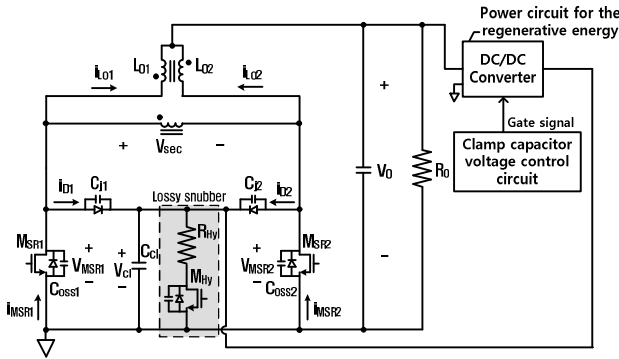 Power circuit for the
regenerative energy
DC/DC
Converter
Gate signal
Clamp capacitor
voltage control
circuit
LO1
LO2
iLO1
iLO2
+ Vsec −
iD1
Cj1
Lossy snubber
Cj2
iD2
RHy
MHy
MSR1
+
VMSR1
−
COSS1
iMSR1
+
Vcl
−
Ccl
MSR2
+
VMSR2
−
COSS2
iMSR2
+
VO
−
RO